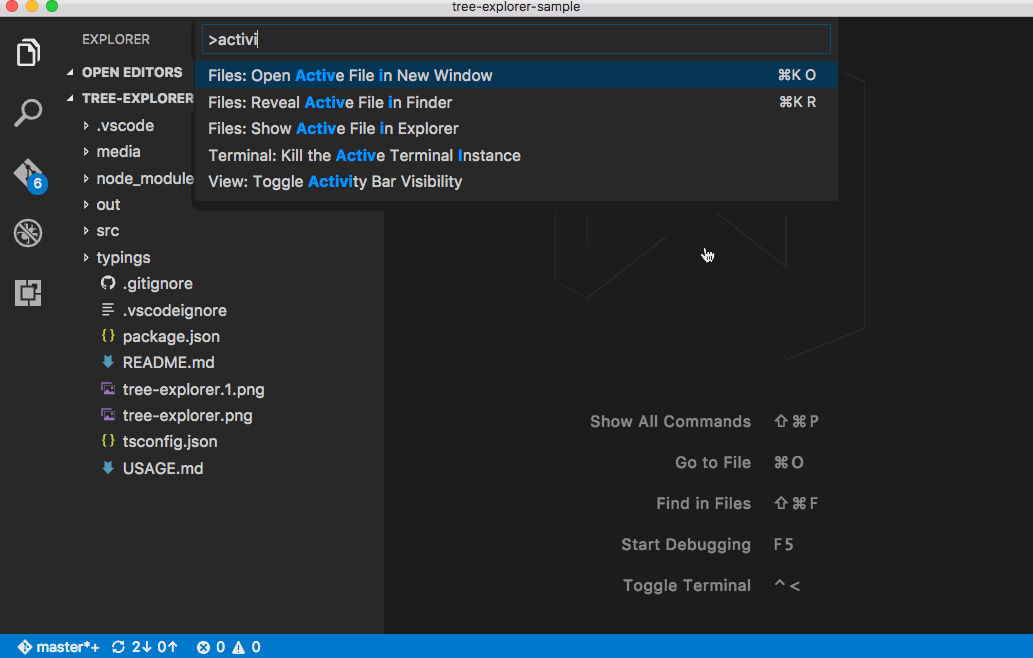 tree-explorer-sample
EXPLORER
>activi
OPEN EDITORS
TREE-EXPLORER
.vscode
media
node_module
out
src
typings
.gitignore
.vscodeignore
package.json
README.md
tree-explorer.1.png
tree-explorer.png
tsconfig.json
USAGE.md
6
Files: Open Active File in New Window ⌘K O
Files: Reveal Active File in Finder ⌘K R
Files: Show Active File in Explorer
Terminal: Kill the Active Terminal Instance
View: Toggle Activity Bar Visibility
Show All Commands ⇧⌘P
Go to File ⌘O
Find in Files ⇧⌘F
Start Debugging F5
Toggle Terminal ^<
master*+ 2↓ 0↑ 0 0